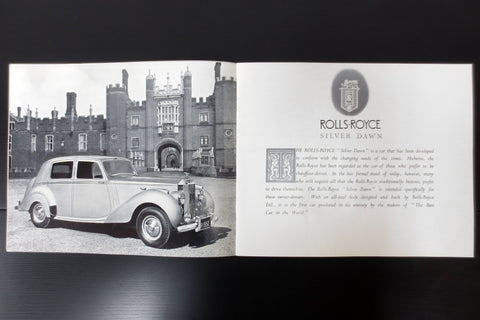 ROLLS-ROYCE
SILVER DAWN
THE ROLLS-ROYCE "Silver Dawn" is a car that has been developed
to conform with the changing needs of the times. Hitherto, the
Rolls-Royce has been regarded as the car of those who prefer to be
chauffeur-driven. In the less formal mood of today, however, many
who still require all that the Rolls-Royce traditionally betokens, prefer
to drive themselves. The Rolls-Royce "Silver Dawn" is intended specifically for
these owner-drivers. With an all-steel body designed and built by Rolls-Royce
Ltd., it is the first car produced in its entirety by the makers of "The Best
Car in the World."